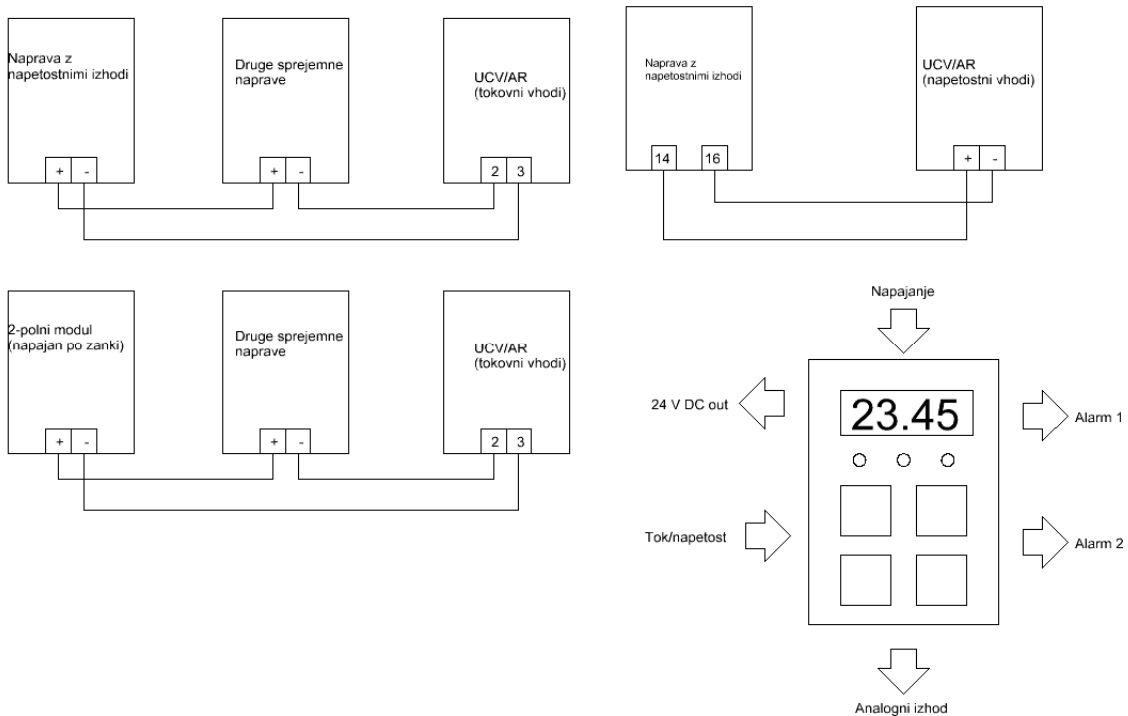 Naprava z
napetostnimi izhodi
Druge sprejemne
naprave
UCV/AR
(tokovni vhodi)
+ -
+ -
2 3
Naprava z
napetostnimi izhodi
UCV/AR
(napetostni vhodi)
14 16
+ -
2-polni modul
(napajan po zanki)
Druge sprejemne
naprave
UCV/AR
(tokovni vhodi)
+ -
+ -
2 3
Napajanje
24 V DC out
23.45
Alarm 1
Tok/napetost
Alarm 2
Analogni izhod